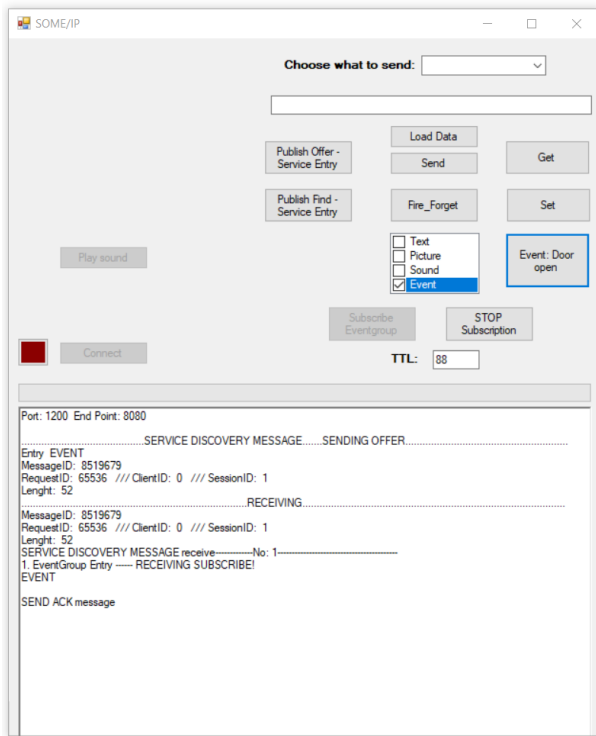 SOME/IP
Choose what to send:
Load Data
Publish Offer -
Service Entry
Send
Get
Publish Find -
Service Entry
Fire_Forget
Set
Text
Picture
Sound
Event
Event: Door
open
Play sound
Subscribe
Eventgroup
STOP
Subscription
Connect
TTL: 88
Port: 1200 End Point: 8080
.........................................SERVICE DISCOVERY MESSAGE.......SENDING OFFER......................................................
Entry EVENT
MessageID: 8519679
RequestID: 65536 /// ClientID: 0 /// SessionID: 1
Lenght: 52
...........................................................................RECEIVING........................................................................................
MessageID: 8519679
RequestID: 65536 /// ClientID: 0 /// SessionID: 1
Lenght: 52
SERVICE DISCOVERY MESSAGE receive-------------No: 1------------------------------------------
1. EventGroup Entry ------ RECEIVING SUBSCRIBE!
EVENT
SEND ACK message